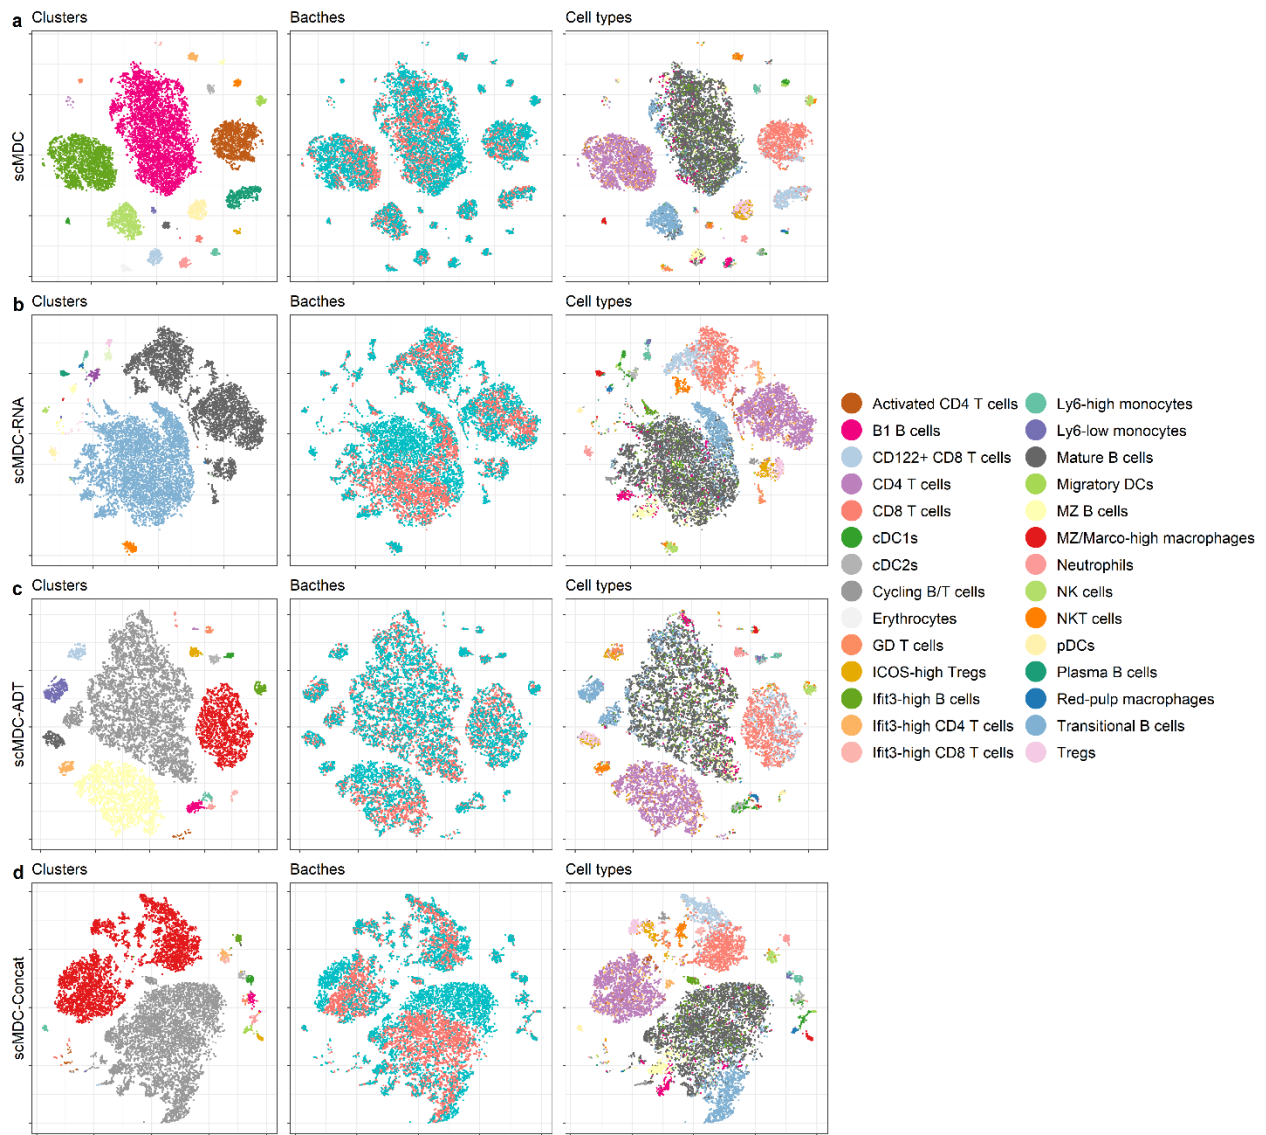 a Clusters Bacthes Cell types
scMDC
b Clusters Bacthes Cell types
scMDC-RNA
c Clusters Bacthes Cell types
scMDC-ADT
d Clusters Bacthes Cell types
scMDC-Concat
Activated CD4 T cells Ly6-high monocytes
B1 B cells Ly6-low monocytes
CD122+ CD8 T cells Mature B cells
CD4 T cells Migratory DCs
CD8 T cells MZ B cells
cDC1s MZ/Marco-high macrophages
cDC2s Neutrophils
Cycling B/T cells NK cells
Erythrocytes NKT cells
GD T cells pDCs
ICOS-high Tregs Plasma B cells
Ifit3-high B cells Red-pulp macrophages
Ifit3-high CD4 T cells Transitional B cells
Ifit3-high CD8 T cells Tregs